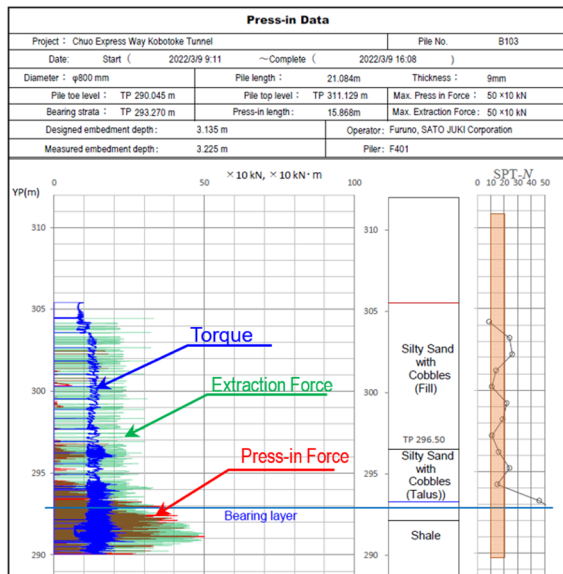 Press-in Data
Project : Chuo Express Way Kobotoke Tunnel Pile No. B103
Date: Start ( 2022/3/9 9:11 ～Complete ( 2022/3/9 16:08 )
Diameter : φ800 mm Pile length : 21.084m Thickness : 9mm
Pile toe level : TP 290.045 m Pile top level : TP 311.129 m Max. Press in Force : 50 ×10 kN
Bearing strata : TP 293.270 m Press-in length : 15.868m Max. Extraction Force : 50 ×10 kN
Designed embedment depth : 3.135 m Operator: Furuno, SATO JUKI Corporation
Measured embedment depth : 3.225 m Piler: F401
×10 kN, ×10 kN･m SPT-N
YP(m) 0 50 100 0 10 20 30 40 50
310 310
305 305
Torque
Silty Sand
with
Cobbles
(Fill)
Extraction Force
300 300
TP 296.50
Press-in Force
Silty Sand
with
Cobbles
(Talus))
295 295
Bearing layer
Shale
290 290